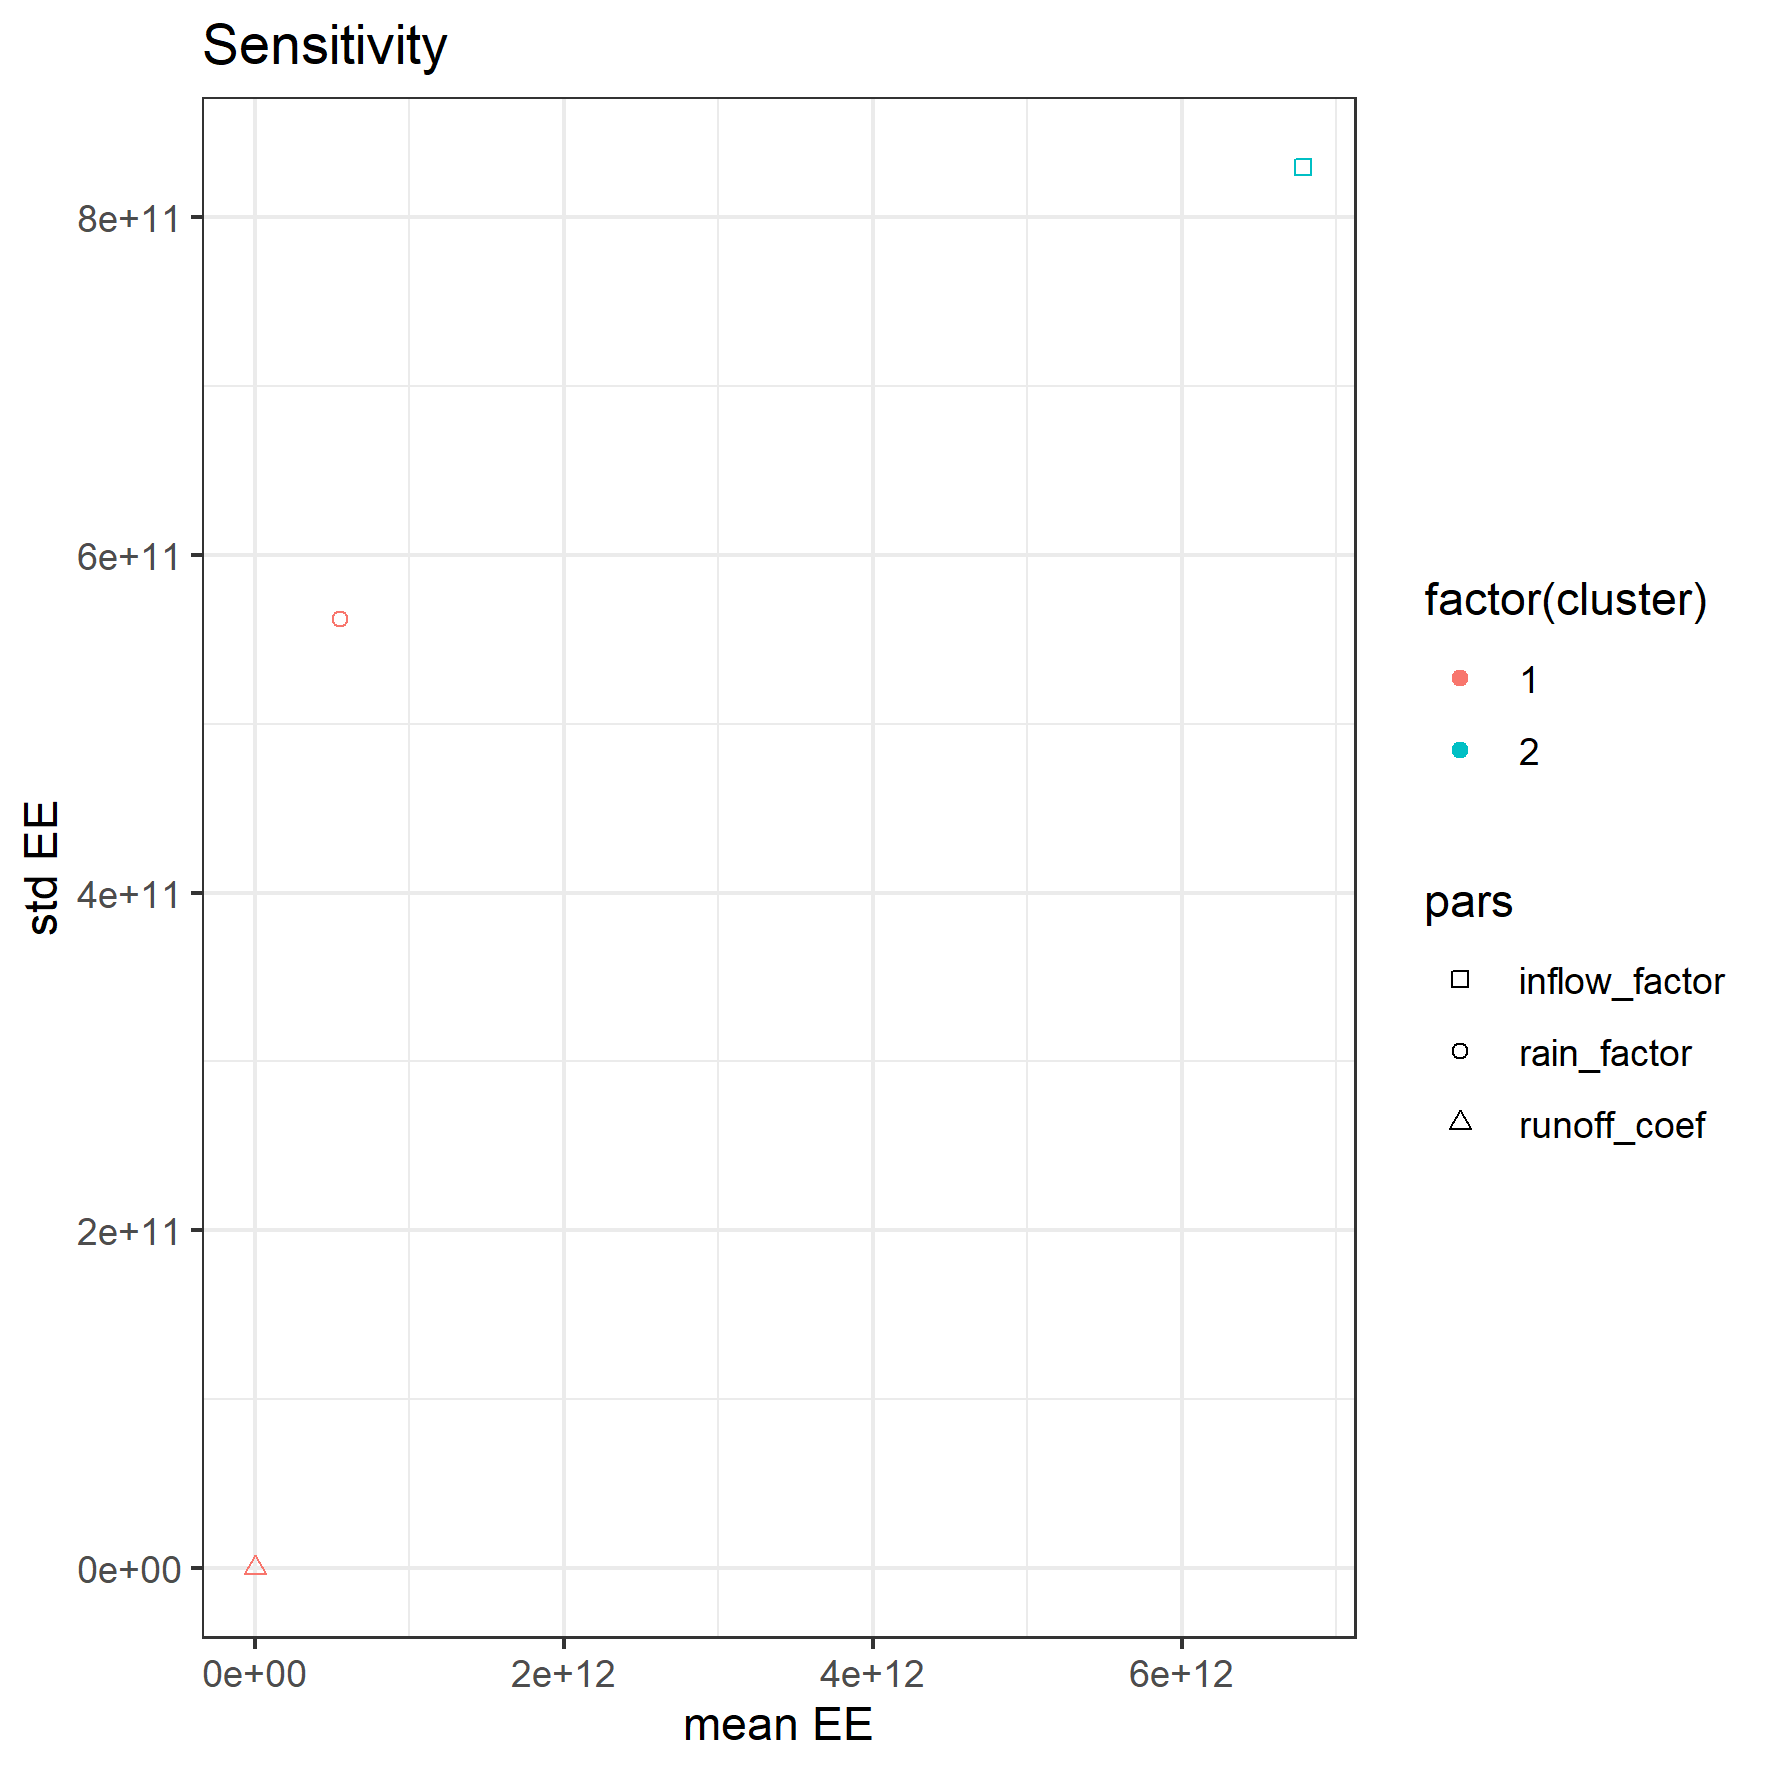 Sensitivity
8e+11
6e+11
4e+11
2e+11
0e+00
std EE
0e+00 2e+12 4e+12 6e+12
mean EE
factor(cluster)
1
2
pars
inflow_factor
rain_factor
runoff_coef